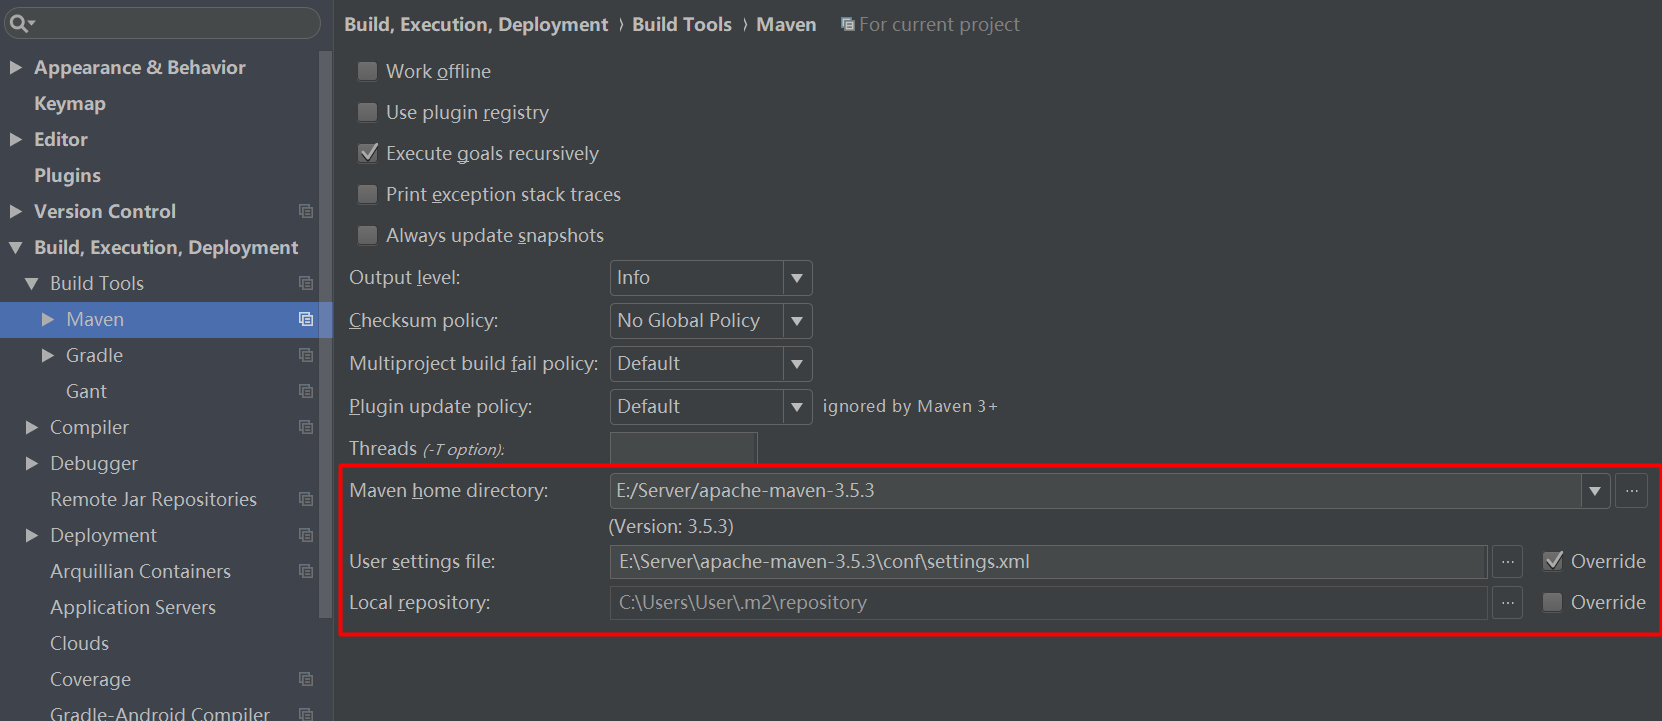 Appearance & Behavior
Keymap
Editor
Plugins
Version Control
Build, Execution, Deployment
Build Tools
Maven
Gradle
Gant
Compiler
Debugger
Remote Jar Repositories
Deployment
Arquillian Containers
Application Servers
Clouds
Coverage
Gradle-Android Compiler
Build, Execution, Deployment › Build Tools › Maven For current project
Work offline
Use plugin registry
Execute goals recursively
Print exception stack traces
Always update snapshots
Output level: Info
Checksum policy: No Global Policy
Multiproject build fail policy: Default
Plugin update policy: Default ignored by Maven 3+
Threads (-T option):
Maven home directory: E:/Server/apache-maven-3.5.3 ...
(Version: 3.5.3)
User settings file: E:\Server\apache-maven-3.5.3\conf\settings.xml ... Override
Local repository: C:\Users\User\.m2\repository ... Override